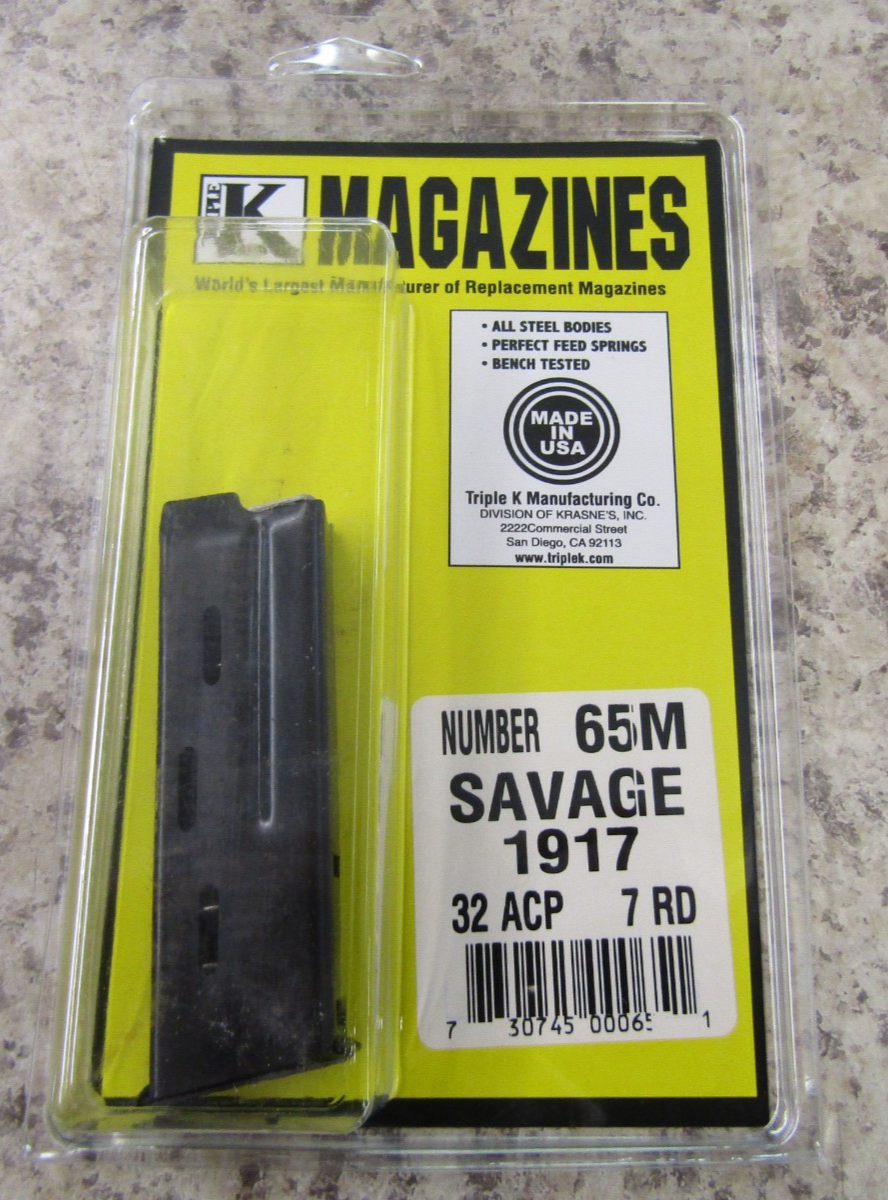 TRIPLE K MAGAZINES
World's Largest Manufacturer of Replacement Magazines
• ALL STEEL BODIES
• PERFECT FEED SPRINGS
• BENCH TESTED
MADE
IN
USA
Triple K Manufacturing Co.
DIVISION OF KRASNE'S, INC.
2222Commercial Street
San Diego, CA 92113
www.triplek.com
NUMBER 65M
SAVAGE
1917
32 ACP 7 RD
7 30745 00065 1